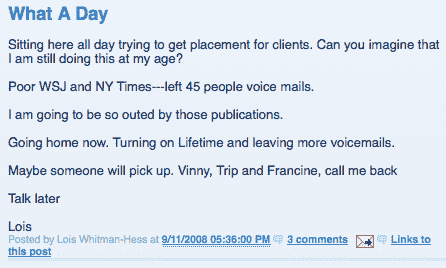 What A Day
Sitting here all day trying to get placement for clients. Can you imagine that
I am still doing this at my age?
Poor WSJ and NY Times---left 45 people voice mails.
I am going to be so outed by those publications.
Going home now. Turning on Lifetime and leaving more voicemails.
Maybe someone will pick up. Vinny, Trip and Francine, call me back
Talk later
Lois
Posted by Lois Whitman-Hess at 9/11/2008 05:36:00 PM 3 comments Links to
this post